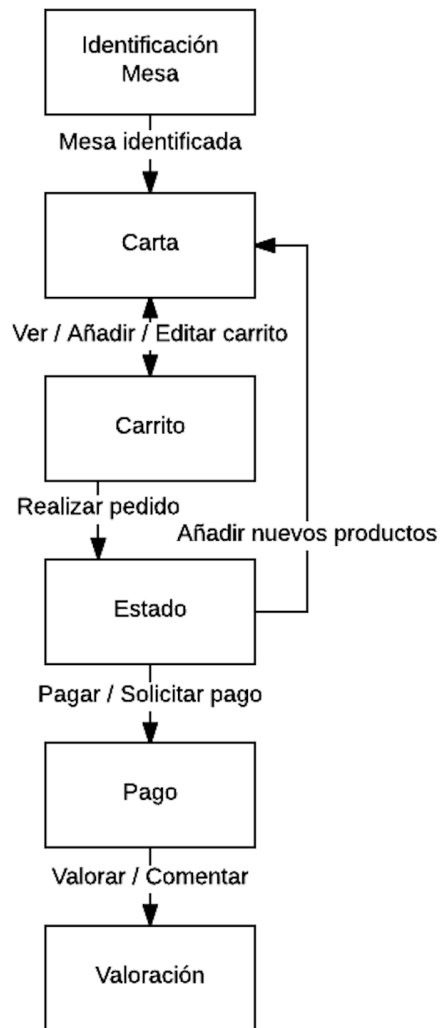 Identificación
Mesa
Mesa identificada
Carta
Ver / Añadir / Editar carrito
Carrito
Realizar pedido
Añadir nuevos productos
Estado
Pagar / Solicitar pago
Pago
Valorar / Comentar
Valoración